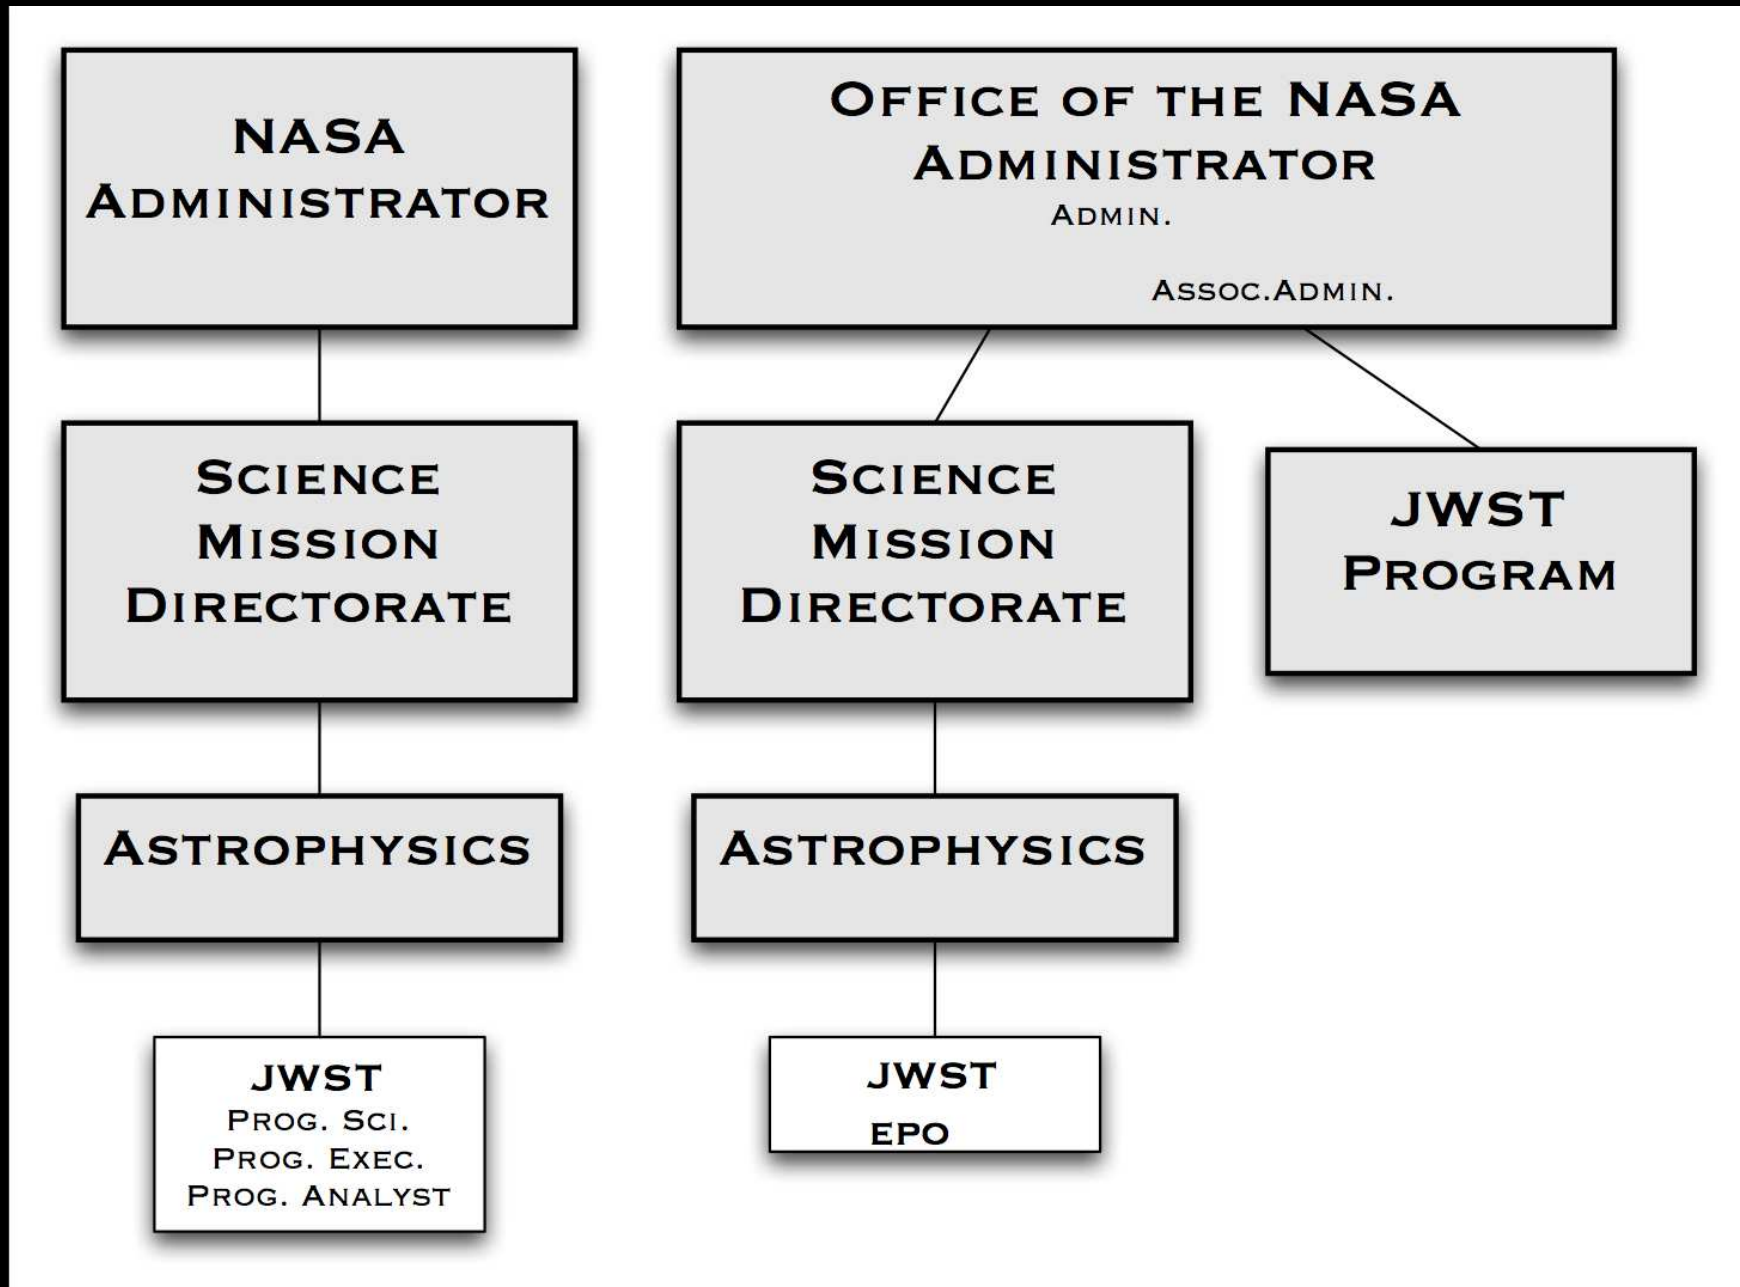 NASA
ADMINISTRATOR
SCIENCE
MISSION
DIRECTORATE
ASTROPHYSICS
JWST
PROG. SCI.
PROG. EXEC.
PROG. ANALYST
OFFICE OF THE NASA
ADMINISTRATOR
ADMIN.
ASSOC.ADMIN.
SCIENCE
MISSION
DIRECTORATE
JWST
PROGRAM
ASTROPHYSICS
JWST
EPO